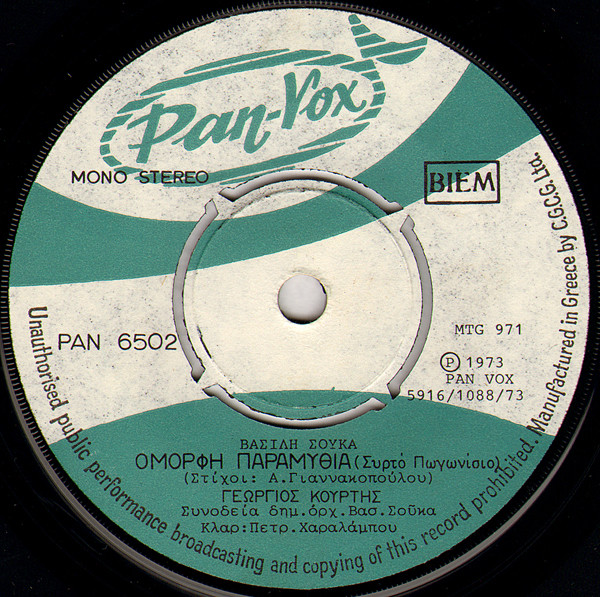 Pan-Vox
MONO STEREO
BIEM
PAN 6502
MTG 971
Ⓟ 1973
PAN VOX
5916/1088/73
ΒΑΣΙΛΗ ΣΟΥΚΑ
ΟΜΟΡΦΗ ΠΑΡΑΜΥΘΙΑ (Συρτό Πωγωνίσιο)
(Στίχοι: Α.Γιαννακοπούλου)
ΓΕΩΡΓΙΟΣ ΚΟΥΡΤΗΣ
Συνοδεία δημ.όρχ.Βασ.Σοῦκα
Κλαρ:Πετρ.Χαραλάμπου
Unauthorised public performance broadcasting and copying of this record prohibited. Manufactured in Greece by C.G.C.G. Ltd.